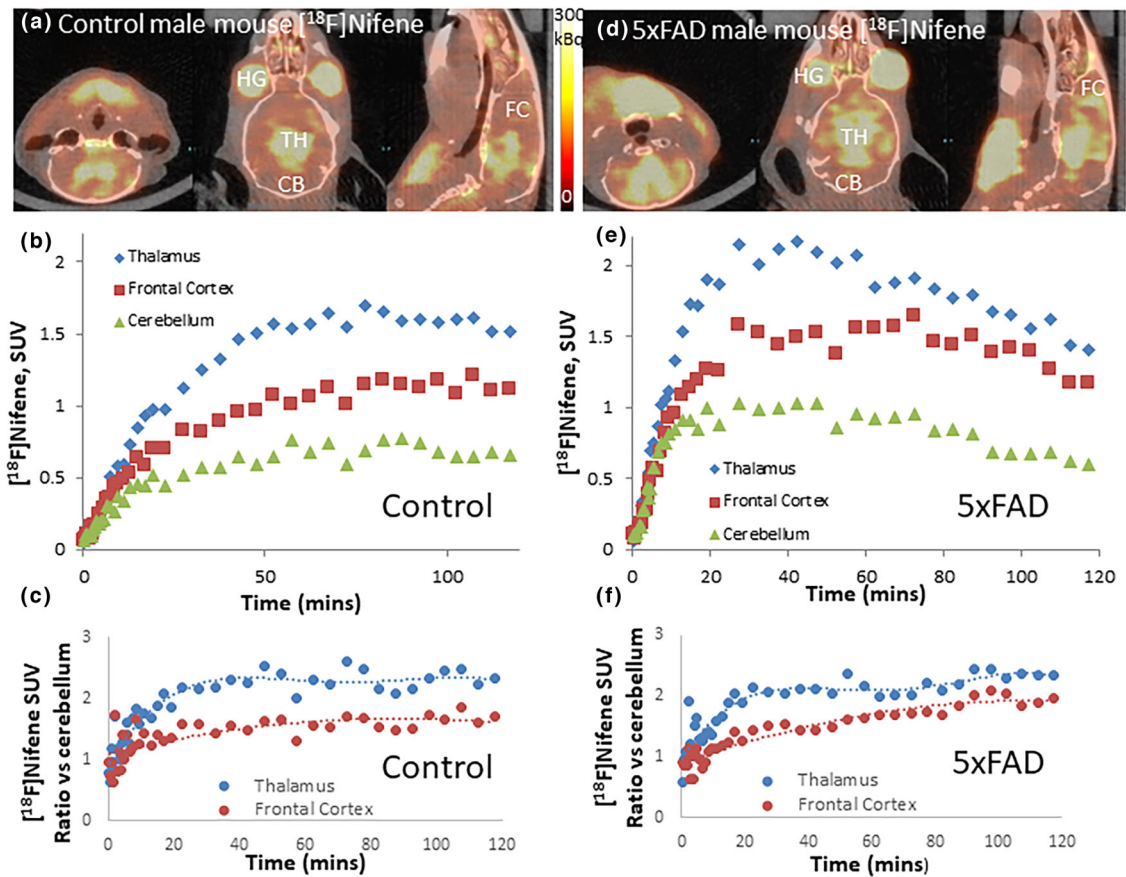 (a) Control male mouse [18F]Nifene
HG
TH
CB
FC
300
kBq
0
(d) 5xFAD male mouse [18F]Nifene
HG
TH
CB
FC
(b)
[18F]Nifene, SUV
2
1.5
1
0.5
0
Thalamus
Frontal Cortex
Cerebellum
Control
0
50
100
Time (mins)
(e)
[18F]Nifene, SUV
2
1.5
1
0.5
0
Thalamus
Frontal Cortex
Cerebellum
5xFAD
0
20
40
60
80
100
120
Time (mins)
(c)
[18F]Nifene SUV
Ratio vs cerebellum
3
2
1
0
Control
Thalamus
Frontal Cortex
0
20
40
60
80
100
120
Time (mins)
(f)
[18F]Nifene SUV
Ratio vs cerebellum
3
2
1
0
5xFAD
Thalamus
Frontal Cortex
0
20
40
60
80
100
120
Time (mins)